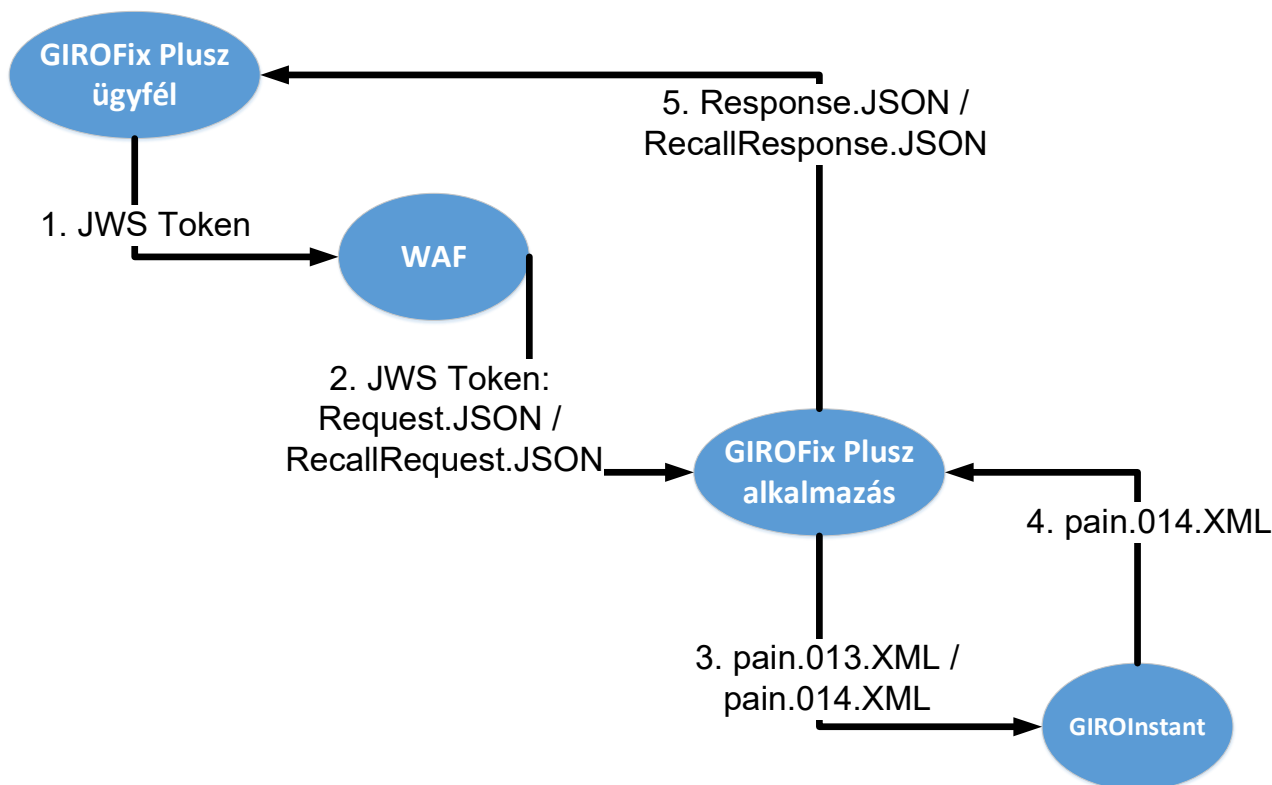 GIROFix Plusz
ügyfél
5. Response.JSON /
RecallResponse.JSON
1. JWS Token
WAF
2. JWS Token:
Request.JSON /
RecallRequest.JSON
GIROFix Plusz
alkalmazás
4. pain.014.XML
3. pain.013.XML /
pain.014.XML
GIROInstant